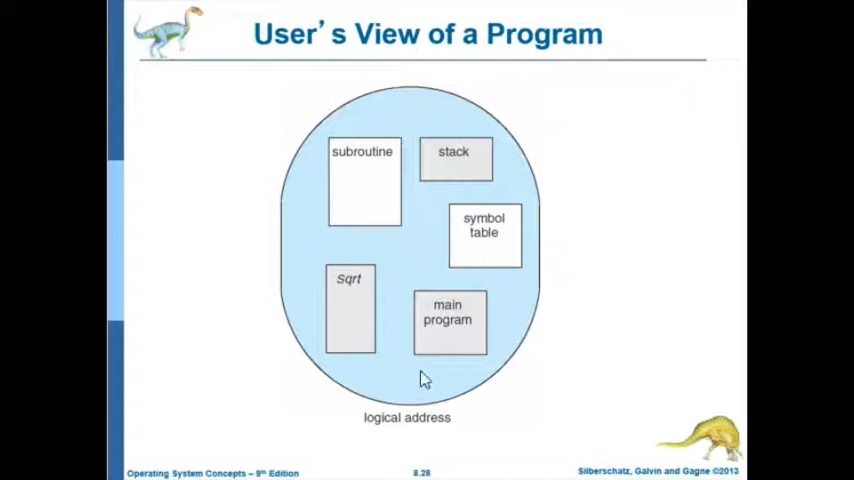 User's View of a Program
subroutine
stack
symbol
table
Sqrt
main
program
logical address
Operating System Concepts – 9th Edition
8.28
Silberschatz, Galvin and Gagne ©2013